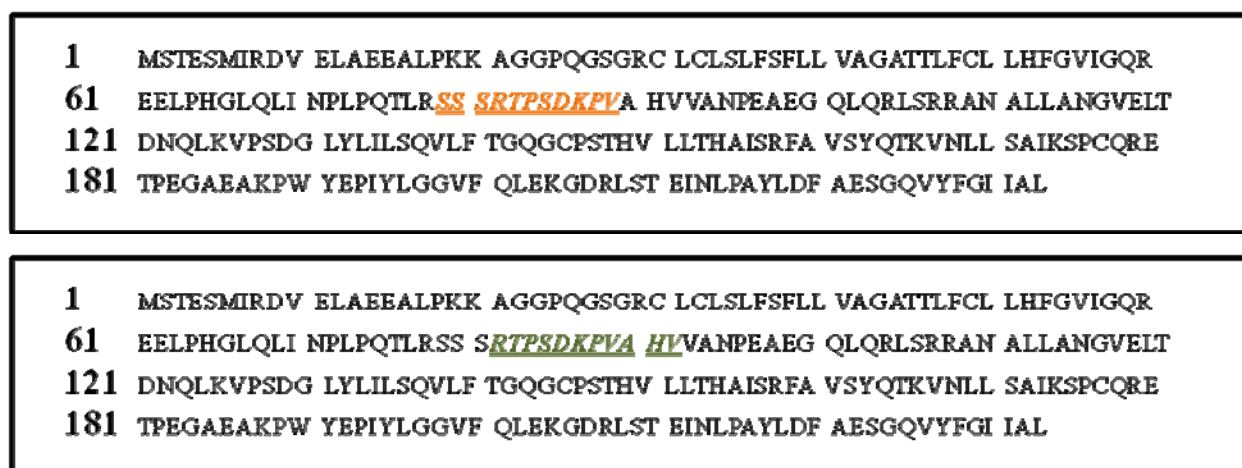 1 MSTESMIRDV ELAEEALPKK AGGPQGSGRC LCLSLFSFLL VAGATTLFCL LHFGVIGQR
61 EELPHGLQLI NPLPQTLRSS SRTPSDKPVA HVVANPEAEG QLQRLSRRAN ALLANGVELT
121 DNQLKVPSDG LYLILSQVLF TGQGCPSTHV LLTHAISRFA VSYQTKVNLL SAIKSPCQRE
181 TPEGAEAKPW YEPIYLGGVF QLEKGDRLST EINLPAYLDF AESGQVYFGI IAL
1 MSTESMIRDV ELAEEALPKK AGGPQGSGRC LCLSLFSFLL VAGATTLFCL LHFGVIGQR
61 EELPHGLQLI NPLPQTLRSS SRTPSDKPVA HVVANPEAEG QLQRLSRRAN ALLANGVELT
121 DNQLKVPSDG LYLILSQVLF TGQGCPSTHV LLTHAISRFA VSYQTKVNLL SAIKSPCQRE
181 TPEGAEAKPW YEPIYLGGVF QLEKGDRLST EINLPAYLDF AESGQVYFGI IAL